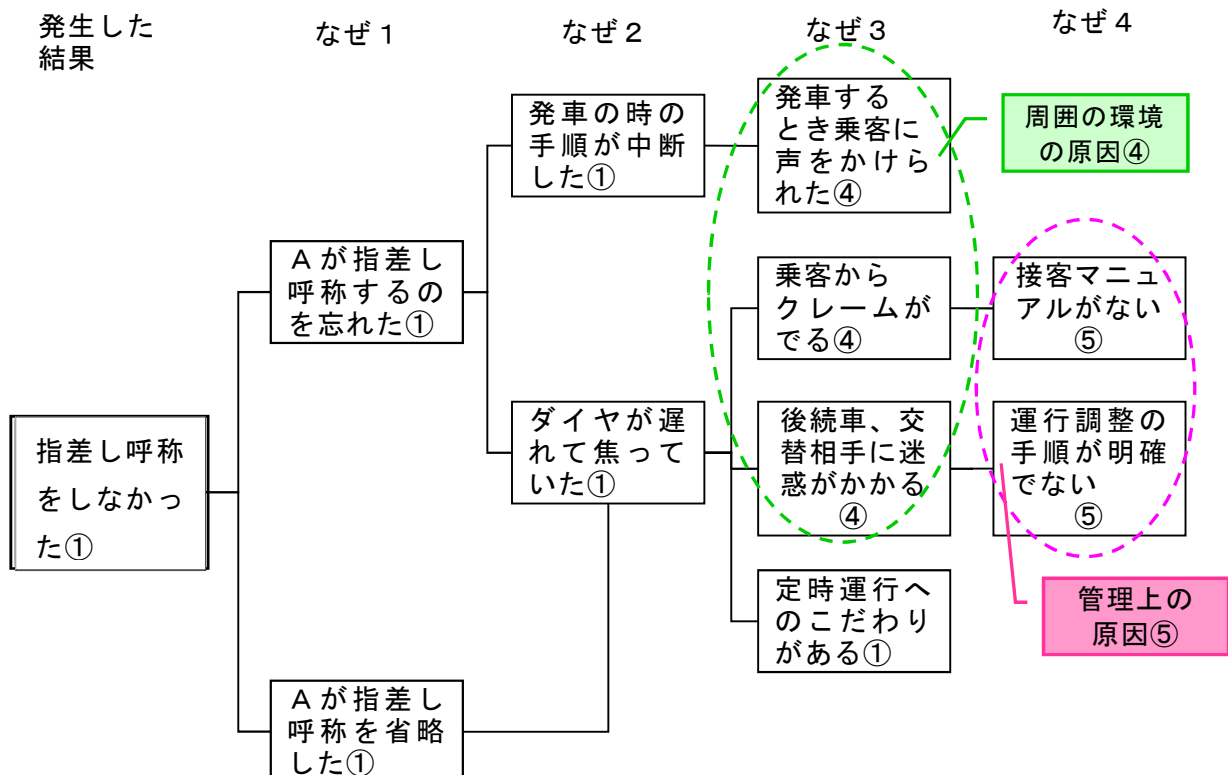 発生した
結果
なぜ１
なぜ２
なぜ３
なぜ４
指差し呼称
をしなかっ
た①
Ａが指差し
呼称するの
を忘れた①
Ａが指差し
呼称を省略
した①
発車の時の
手順が中断
した①
ダイヤが遅
れて焦って
いた①
発車する
とき乗客に
声をかけら
れた④
乗客から
クレームが
でる④
後続車、交
替相手に迷
惑がかかる
④
定時運行へ
のこだわり
がある①
周囲の環境
の原因④
接客マニュ
アルがない
⑤
運行調整の
手順が明確
でない
⑤
管理上の
原因⑤